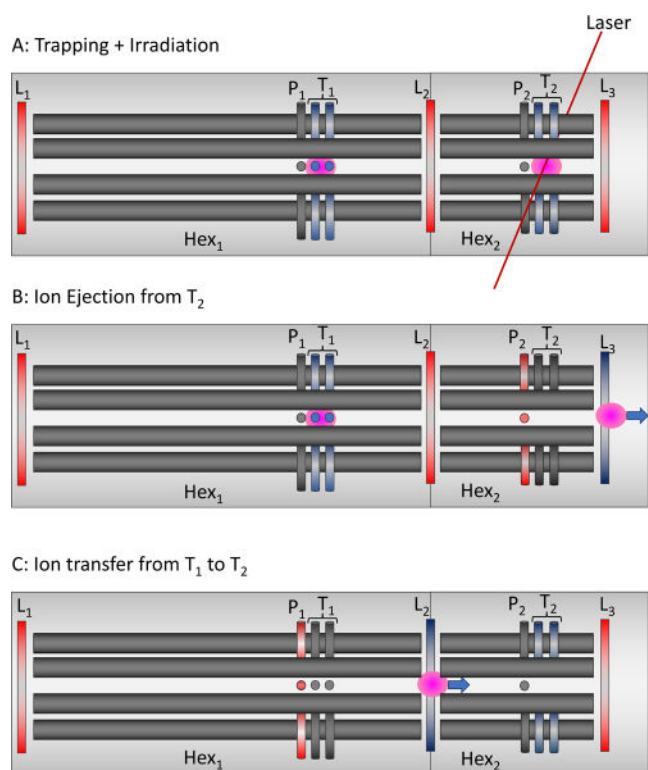 Laser
A: Trapping + Irradiation
L₁ P₁ T₁ L₂ P₂ T₂ L₃
Hex₁ Hex₂
B: Ion Ejection from T₂
L₁ P₁ T₁ L₂ P₂ T₂ L₃
Hex₁ Hex₂
C: Ion transfer from T₁ to T₂
L₁ P₁ T₁ L₂ P₂ T₂ L₃
Hex₁ Hex₂